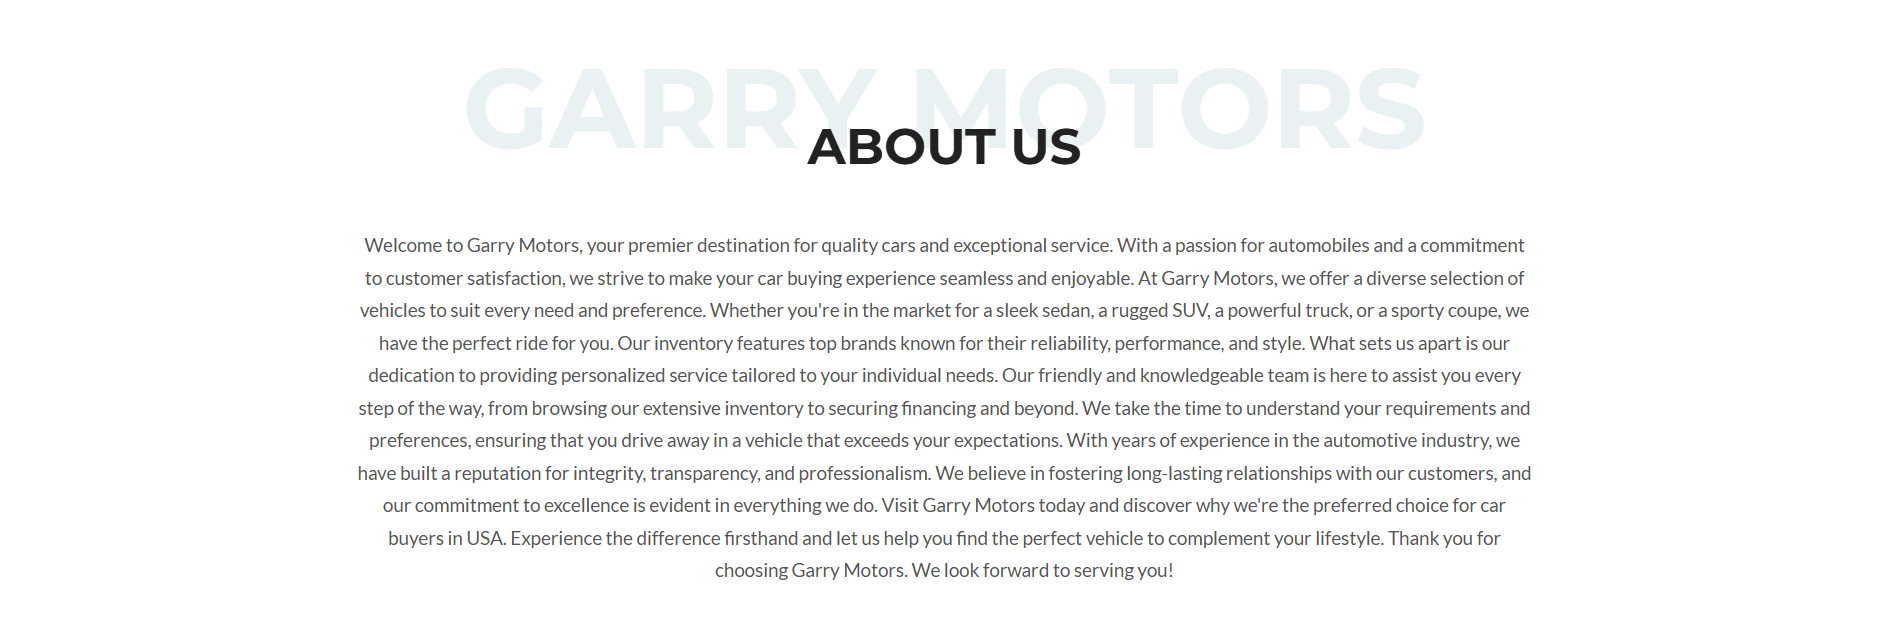 GARRY MOTORS
ABOUT US
Welcome to Garry Motors, your premier destination for quality cars and exceptional service. With a passion for automobiles and a commitment
to customer satisfaction, we strive to make your car buying experience seamless and enjoyable. At Garry Motors, we offer a diverse selection of
vehicles to suit every need and preference. Whether you're in the market for a sleek sedan, a rugged SUV, a powerful truck, or a sporty coupe, we
have the perfect ride for you. Our inventory features top brands known for their reliability, performance, and style. What sets us apart is our
dedication to providing personalized service tailored to your individual needs. Our friendly and knowledgeable team is here to assist you every
step of the way, from browsing our extensive inventory to securing financing and beyond. We take the time to understand your requirements and
preferences, ensuring that you drive away in a vehicle that exceeds your expectations. With years of experience in the automotive industry, we
have built a reputation for integrity, transparency, and professionalism. We believe in fostering long-lasting relationships with our customers, and
our commitment to excellence is evident in everything we do. Visit Garry Motors today and discover why we're the preferred choice for car
buyers in USA. Experience the difference firsthand and let us help you find the perfect vehicle to complement your lifestyle. Thank you for
choosing Garry Motors. We look forward to serving you!